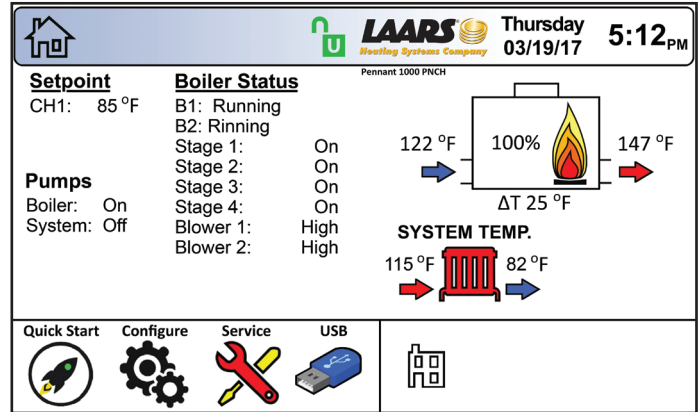 U
LAARS®
Heating Systems Company
Thursday
03/19/17
5:12PM
Pennant 1000 PNCH
Setpoint
CH1: 85 °F
Pumps
Boiler: On
System: Off
Boiler Status
B1: Running
B2: Rinning
Stage 1: On
Stage 2: On
Stage 3: On
Stage 4: On
Blower 1: High
Blower 2: High
122 °F
100%
147 °F
ΔT 25 °F
SYSTEM TEMP.
115 °F
82 °F
Quick Start
Configure
Service
USB